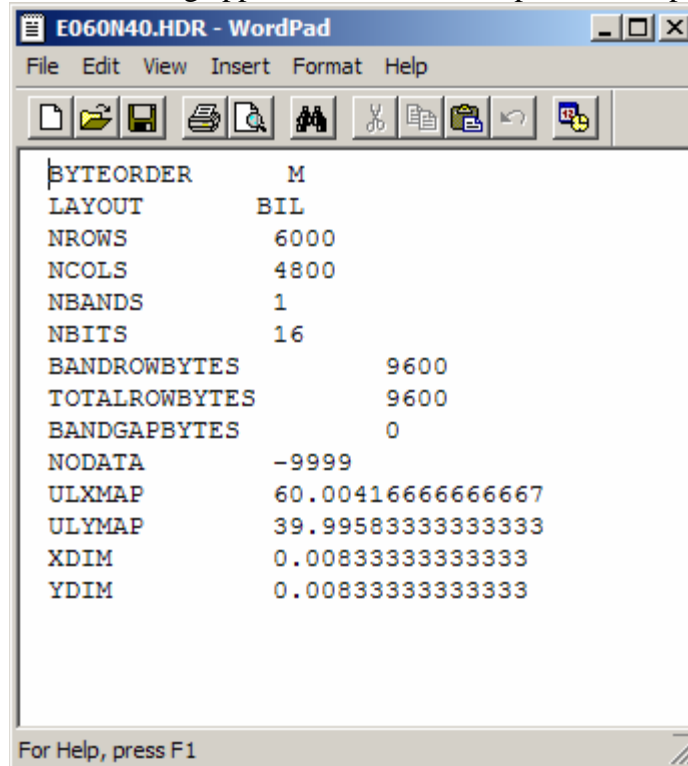 E060N40.HDR - WordPad
File Edit View Insert Format Help
BYTEORDER M
LAYOUT BIL
NROWS 6000
NCOLS 4800
NBANDS 1
NBITS 16
BANDROWBYTES 9600
TOTALROWBYTES 9600
BANDGAPBYTES 0
NODATA -9999
ULXMAP 60.00416666666667
ULYMAP 39.99583333333333
XDIM 0.00833333333333
YDIM 0.00833333333333
For Help, press F1